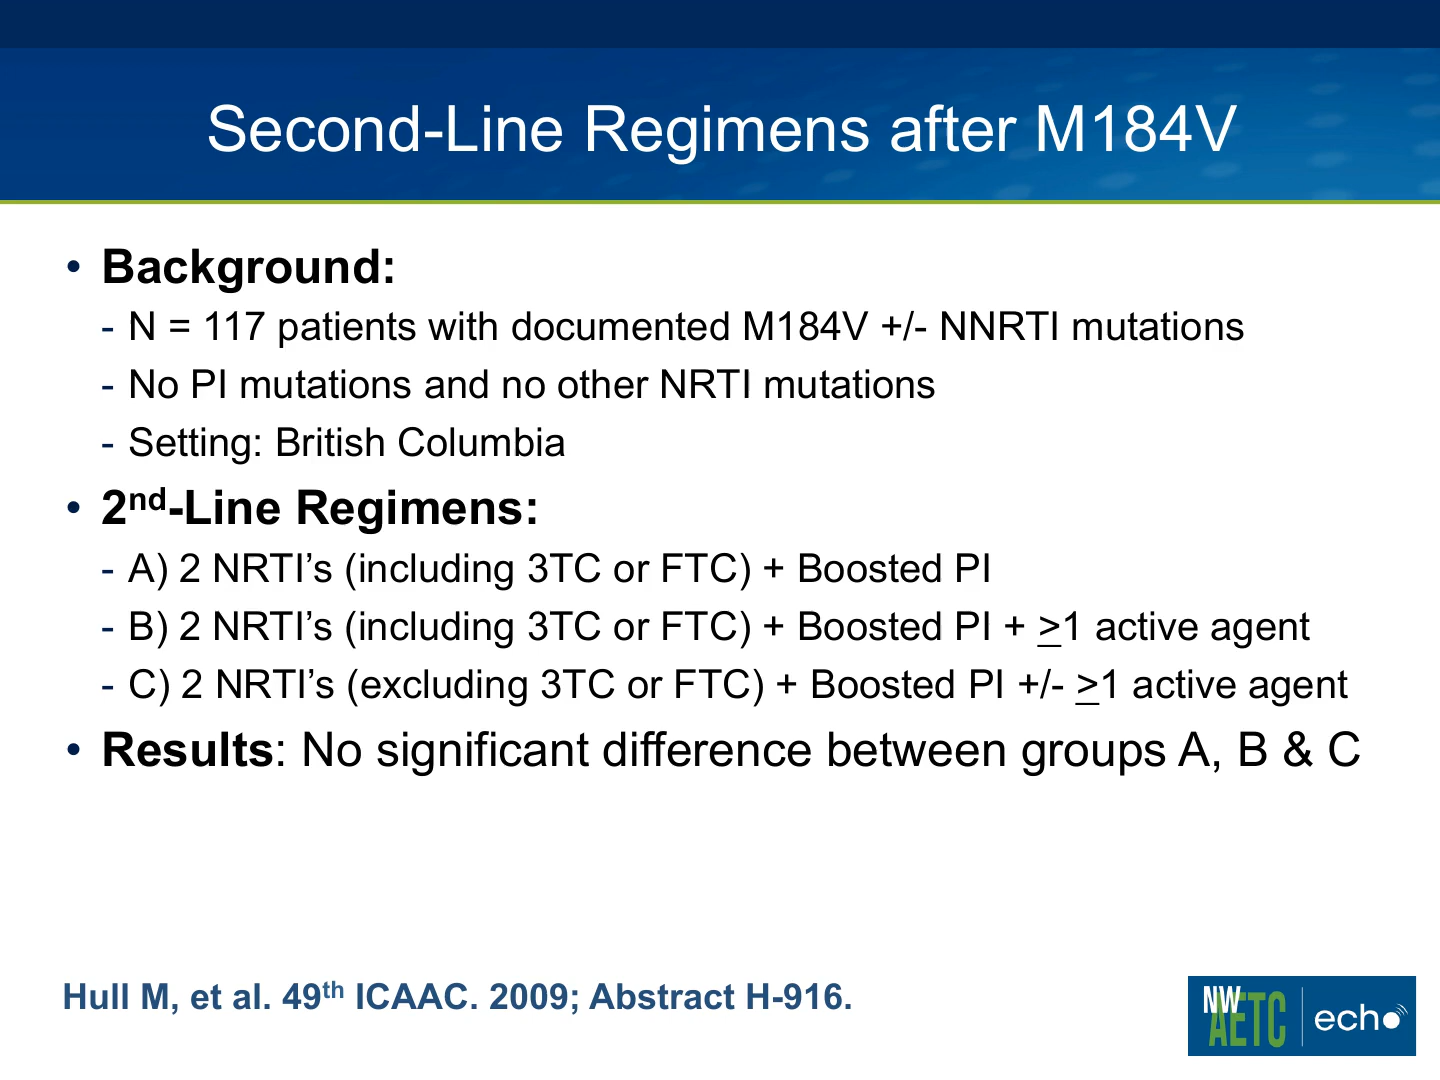 Second-Line Regimens after M184V
• Background:
- N = 117 patients with documented M184V +/- NNRTI mutations
- No PI mutations and no other NRTI mutations
- Setting: British Columbia
• 2nd-Line Regimens:
- A) 2 NRTI’s (including 3TC or FTC) + Boosted PI
- B) 2 NRTI’s (including 3TC or FTC) + Boosted PI + >1 active agent
- C) 2 NRTI’s (excluding 3TC or FTC) + Boosted PI +/- >1 active agent
• Results: No significant difference between groups A, B & C
Hull M, et al. 49th ICAAC. 2009; Abstract H-916.
NW
AETC
echo